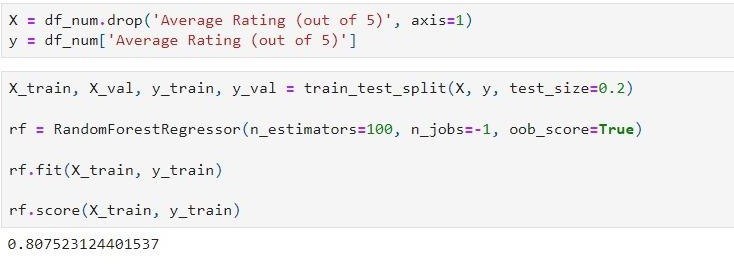 X = df_num.drop('Average Rating (out of 5)', axis=1)
y = df_num['Average Rating (out of 5)']
X_train, X_val, y_train, y_val = train_test_split(X, y, test_size=0.2)
rf = RandomForestRegressor(n_estimators=100, n_jobs=-1, oob_score=True)
rf.fit(X_train, y_train)
rf.score(X_train, y_train)
0.807523124401537